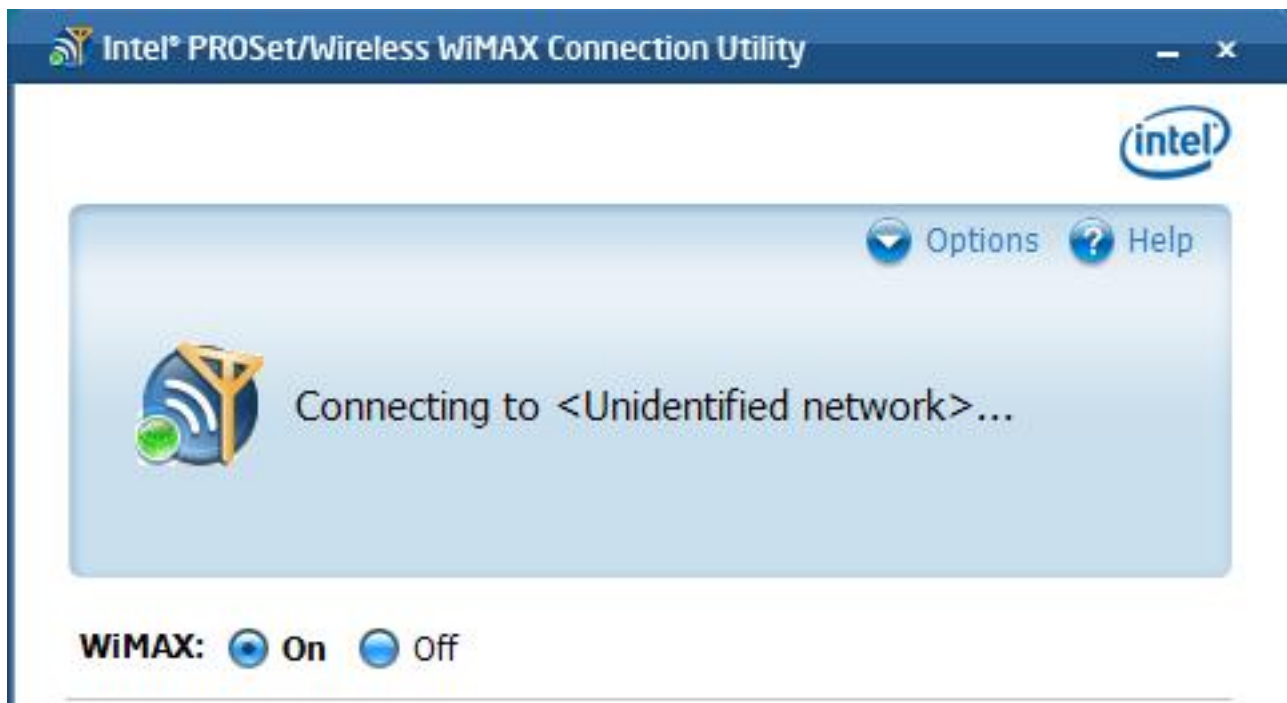 Intel® PROSet/Wireless WiMAX Connection Utility
intel
Options Help
Connecting to <Unidentified network>...
WiMAX: On Off